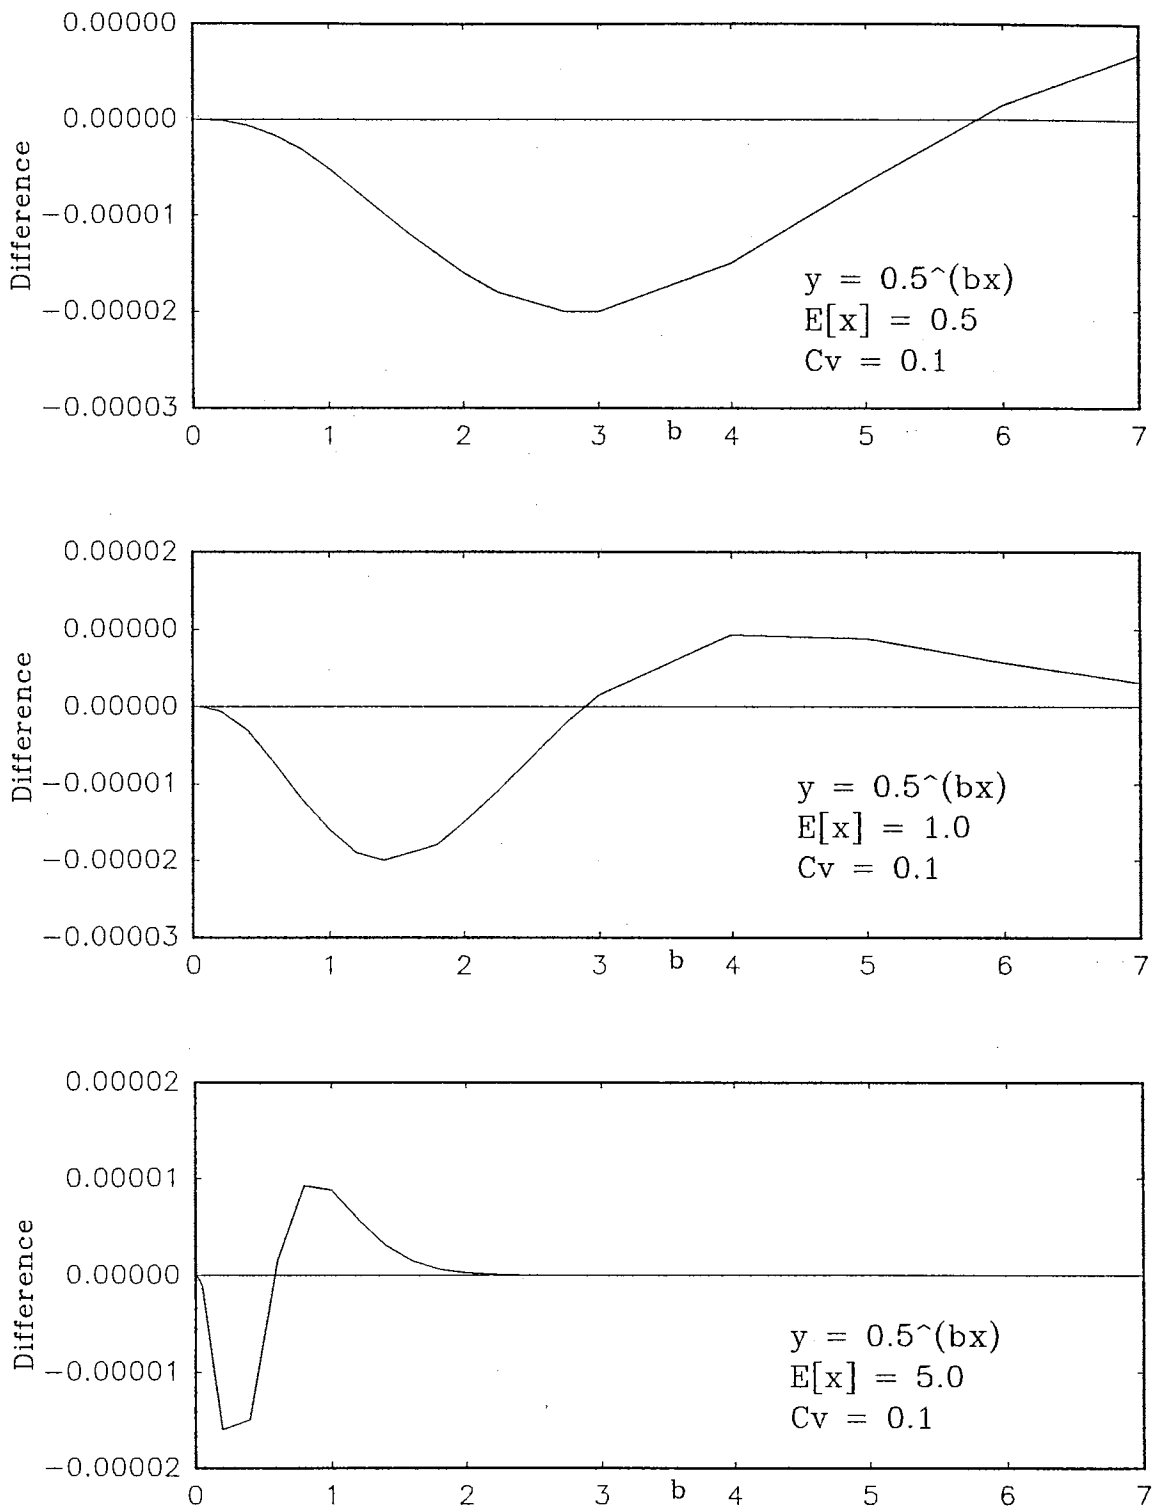 0.00000
0.00000
-0.00001
-0.00002
-0.00003
Difference
y = 0.5^(bx)
E[x] = 0.5
Cv = 0.1
0 1 2 3 b 4 5 6 7
0.00002
0.00000
0.00000
-0.00001
-0.00002
-0.00003
Difference
y = 0.5^(bx)
E[x] = 1.0
Cv = 0.1
0 1 2 3 b 4 5 6 7
0.00002
0.00001
0.00000
-0.00001
-0.00002
Difference
y = 0.5^(bx)
E[x] = 5.0
Cv = 0.1
0 1 2 3 b 4 5 6 7